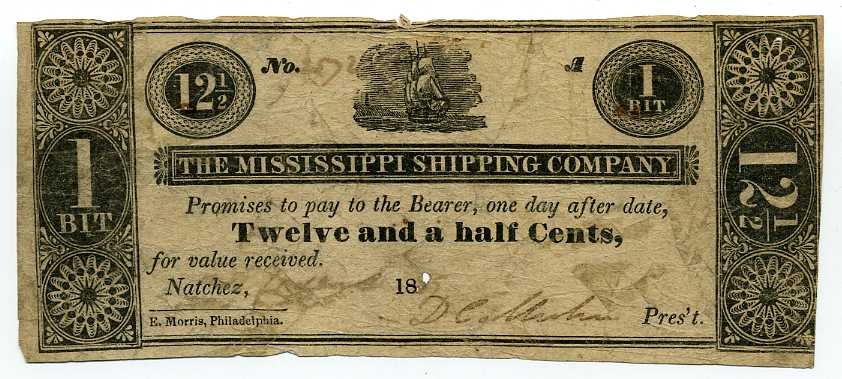 12½ No. A 1 BIT
1 BIT
THE MISSISSIPPI SHIPPING COMPANY
Promises to pay to the Bearer, one day after date,
Twelve and a half Cents,
for value received.
Natchez, 18
E. Morris, Philadelphia. Pres't.
12½